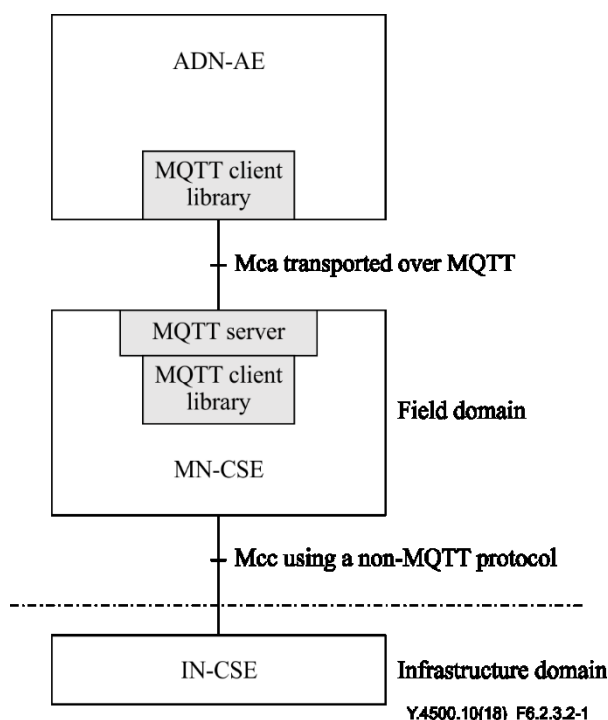 ADN-AE
MQTT client
library
Mca transported over MQTT
MQTT server
MQTT client
library
Field domain
MN-CSE
Mcc using a non-MQTT protocol
IN-CSE
Infrastructure domain
Y.4500.10(18)_F6.2.3.2-1